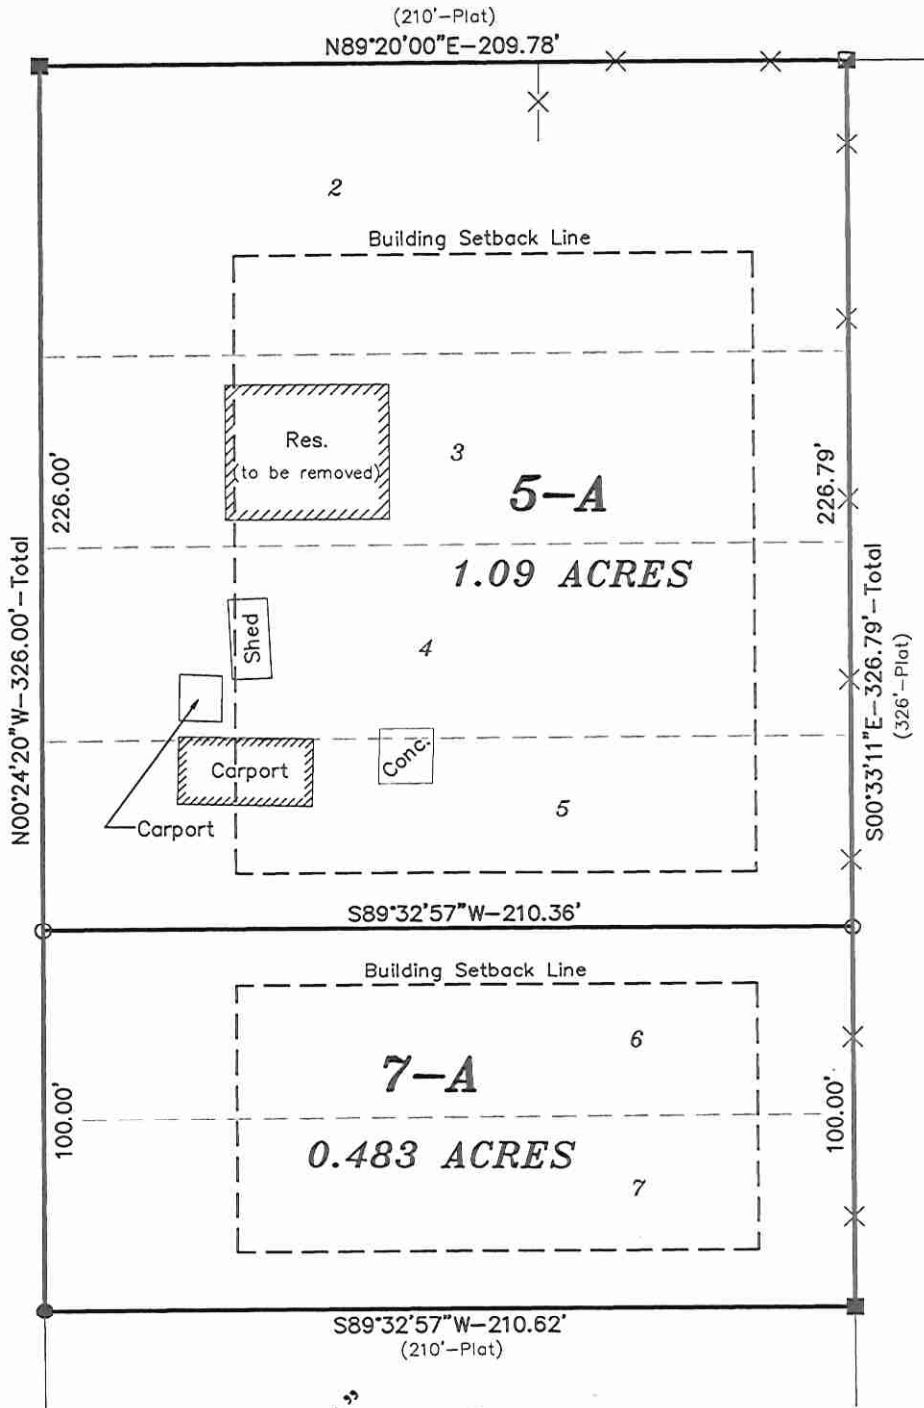 (210'-Plat)
N89°20'00"E-209.78'
2
Building Setback Line
Res.
(to be removed)
3
5-A
1.09 ACRES
226.00'
N00°24'20"W-326.00'-Total
226.79'
S00°33'11"E-326.79'-Total
(326'-Plat)
Shed
4
Carport
Conc.
Carport
5
S89°32'57"W-210.36'
Building Setback Line
6
7-A
100.00'
100.00'
0.483 ACRES
7
S89°32'57"W-210.62'
(210'-Plat)